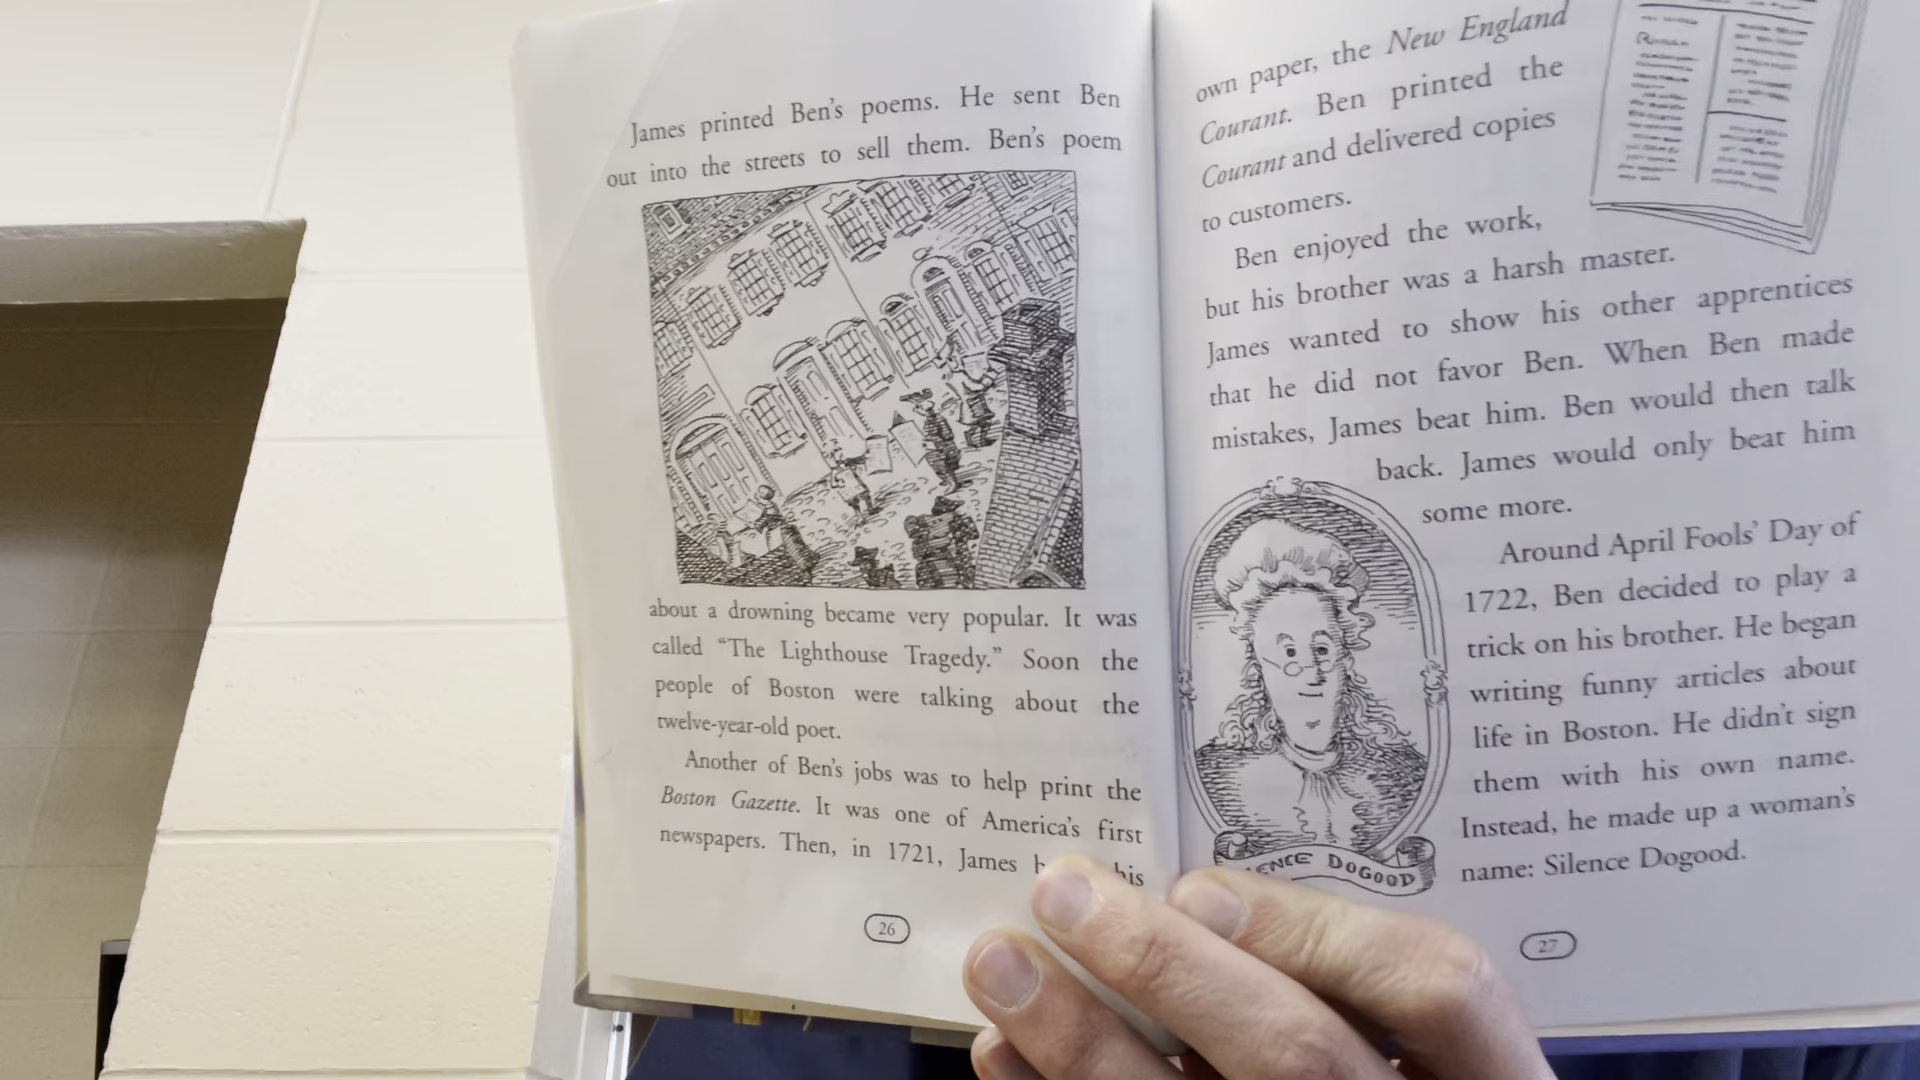 James printed Ben's poems. He sent Ben
out into the streets to sell them. Ben's poem
about a drowning became very popular. It was
called “The Lighthouse Tragedy.” Soon the
people of Boston were talking about the
twelve-year-old poet.
Another of Ben's jobs was to help print the
Boston Gazette. It was one of America's first
newspapers. Then, in 1721, James his
26
own paper, the New England
Courant. Ben printed the
Courant and delivered copies
to customers.
Ben enjoyed the work,
but his brother was a harsh master.
James wanted to show his other apprentices
that he did not favor Ben. When Ben made
mistakes, James beat him. Ben would then talk
back. James would only beat him
some more.
Around April Fools' Day of
1722, Ben decided to play a
trick on his brother. He began
writing funny articles about
life in Boston. He didn't sign
them with his own name.
Instead, he made up a woman's
name: Silence Dogood.
ENCE DOGOOD
27